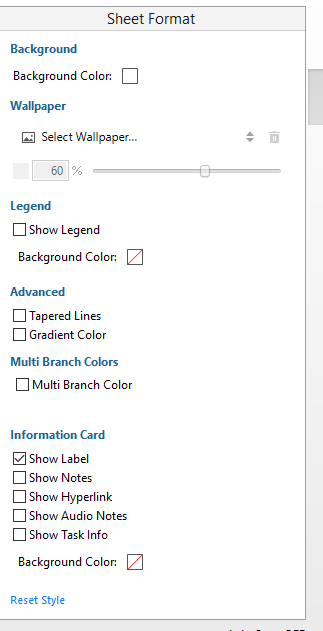 Sheet Format
Background
Background Color:
Wallpaper
Select Wallpaper...
60 %
Legend
Show Legend
Background Color:
Advanced
Tapered Lines
Gradient Color
Multi Branch Colors
Multi Branch Color
Information Card
Show Label
Show Notes
Show Hyperlink
Show Audio Notes
Show Task Info
Background Color:
Reset Style